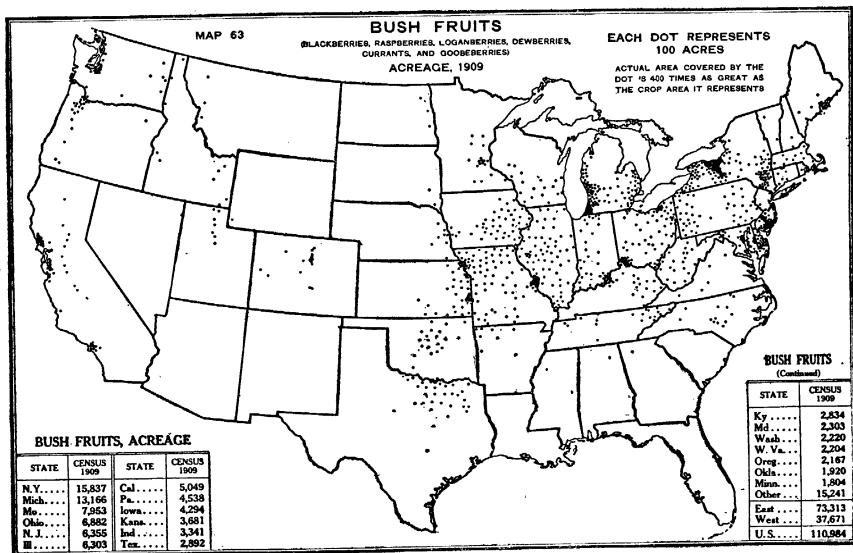 MAP 63
BUSH FRUITS
(BLACKBERRIES, RASPBERRIES, LOGANBERRIES, DEWBERRIES,
CURRANTS, AND GOOBEBERRIES)
ACREAGE, 1909
EACH DOT REPRESENTS
100 ACRES
ACTUAL AREA COVERED BY THE
DOT 'S 400 TIMES AS GREAT AS
THE CROP AREA IT REPRESENTS
BUSH FRUITS, ACREAGE
STATE CENSUS 1909 STATE CENSUS 1909
N.Y.... 15,837 Cal..... 5,049
Mich.... 13,166 Pa...... 4,538
Mo..... 7,953 Iowa.... 4,294
Ohio.... 6,882 Kans.... 3,681
N. J..... 6,355 Ind..... 3,341
Ill...... 6,303 Tex..... 2,892
BUSH FRUITS
(Continued)
STATE CENSUS 1909
Ky ..... 2,834
Md..... 2,303
Wash... 2,220
W. Va... 2,204
Oreg.... 2,167
Okla.... 1,920
Minn.... 1,804
Other... 15,241
East.... 73,313
West... 37,671
U.S..... 110,984